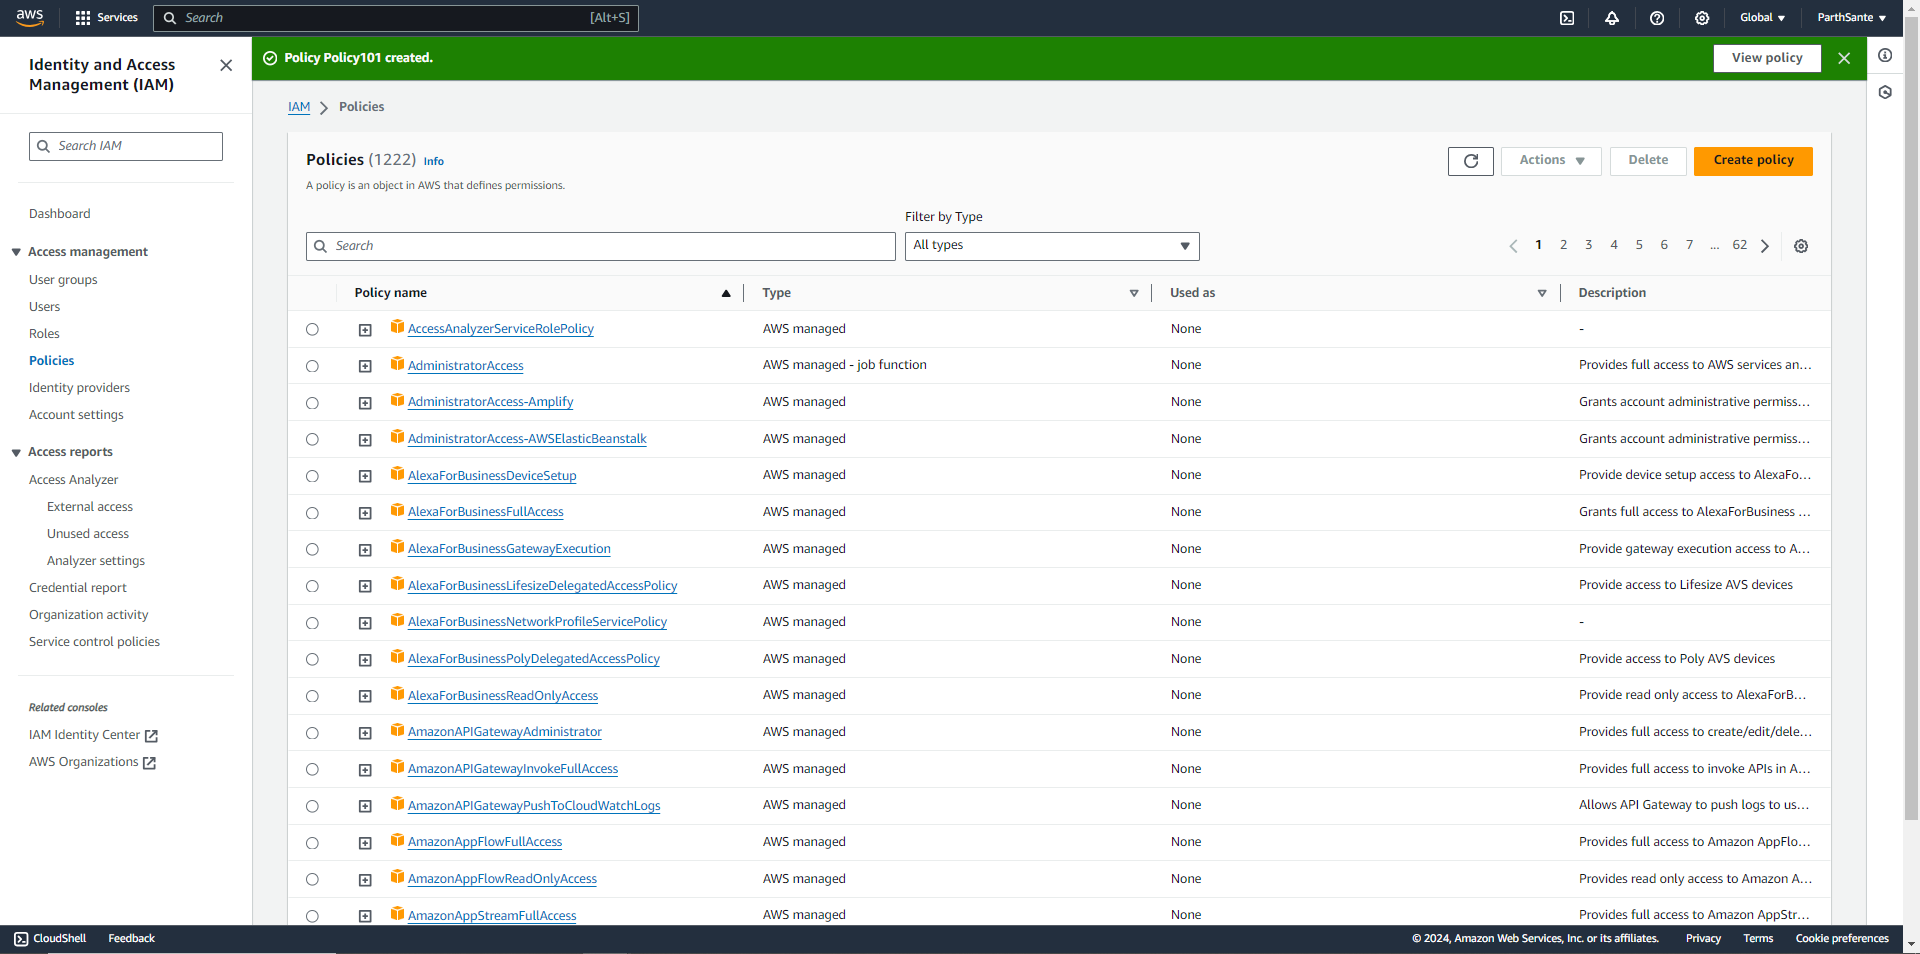 aws
Services
Search
[Alt+S]
Global
ParthSante
Identity and Access
Management (IAM)
Search IAM
Dashboard
Access management
User groups
Users
Roles
Policies
Identity providers
Account settings
Access reports
Access Analyzer
External access
Unused access
Analyzer settings
Credential report
Organization activity
Service control policies
Related consoles
IAM Identity Center
AWS Organizations
Policy Policy101 created.
View policy
IAM
Policies
Policies (1222) Info
A policy is an object in AWS that defines permissions.
Actions
Delete
Create policy
Filter by Type
Search
All types
1 2 3 4 5 6 7 ... 62
Policy name Type Used as Description
AccessAnalyzerServiceRolePolicy AWS managed None -
AdministratorAccess AWS managed - job function None Provides full access to AWS services an...
AdministratorAccess-Amplify AWS managed None Grants account administrative permiss...
AdministratorAccess-AWSElasticBeanstalk AWS managed None Grants account administrative permiss...
AlexaForBusinessDeviceSetup AWS managed None Provide device setup access to AlexaFo...
AlexaForBusinessFullAccess AWS managed None Grants full access to AlexaForBusiness ...
AlexaForBusinessGatewayExecution AWS managed None Provide gateway execution access to A...
AlexaForBusinessLifesizeDelegatedAccessPolicy AWS managed None Provide access to Lifesize AVS devices
AlexaForBusinessNetworkProfileServicePolicy AWS managed None -
AlexaForBusinessPolyDelegatedAccessPolicy AWS managed None Provide access to Poly AVS devices
AlexaForBusinessReadOnlyAccess AWS managed None Provide read only access to AlexaForB...
AmazonAPIGatewayAdministrator AWS managed None Provides full access to create/edit/dele...
AmazonAPIGatewayInvokeFullAccess AWS managed None Provides full access to invoke APIs in A...
AmazonAPIGatewayPushToCloudWatchLogs AWS managed None Allows API Gateway to push logs to us...
AmazonAppFlowFullAccess AWS managed None Provides full access to Amazon AppFlo...
AmazonAppFlowReadOnlyAccess AWS managed None Provides read only access to Amazon A...
AmazonAppStreamFullAccess AWS managed None Provides full access to Amazon AppStr...
CloudShell
Feedback
© 2024, Amazon Web Services, Inc. or its affiliates.
Privacy
Terms
Cookie preferences